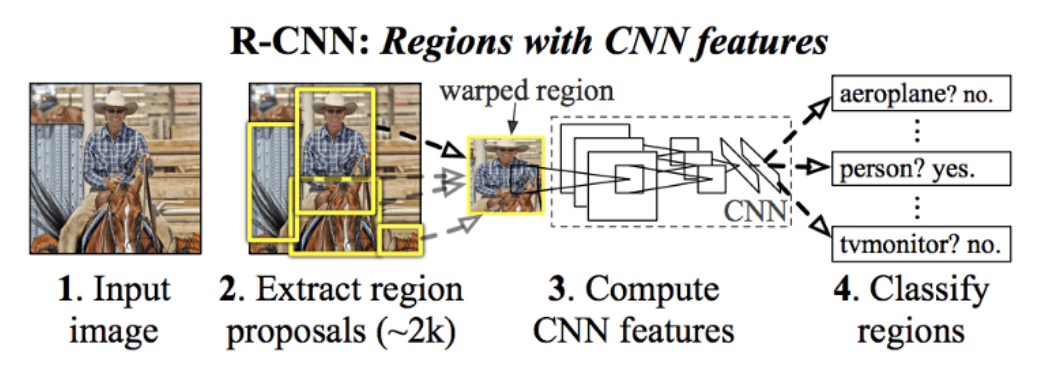 R-CNN: Regions with CNN features
warped region
aeroplane? no.
person? yes.
CNN
tvmonitor? no.
1. Input
image
2. Extract region
proposals (~2k)
3. Compute
CNN features
4. Classify
regions